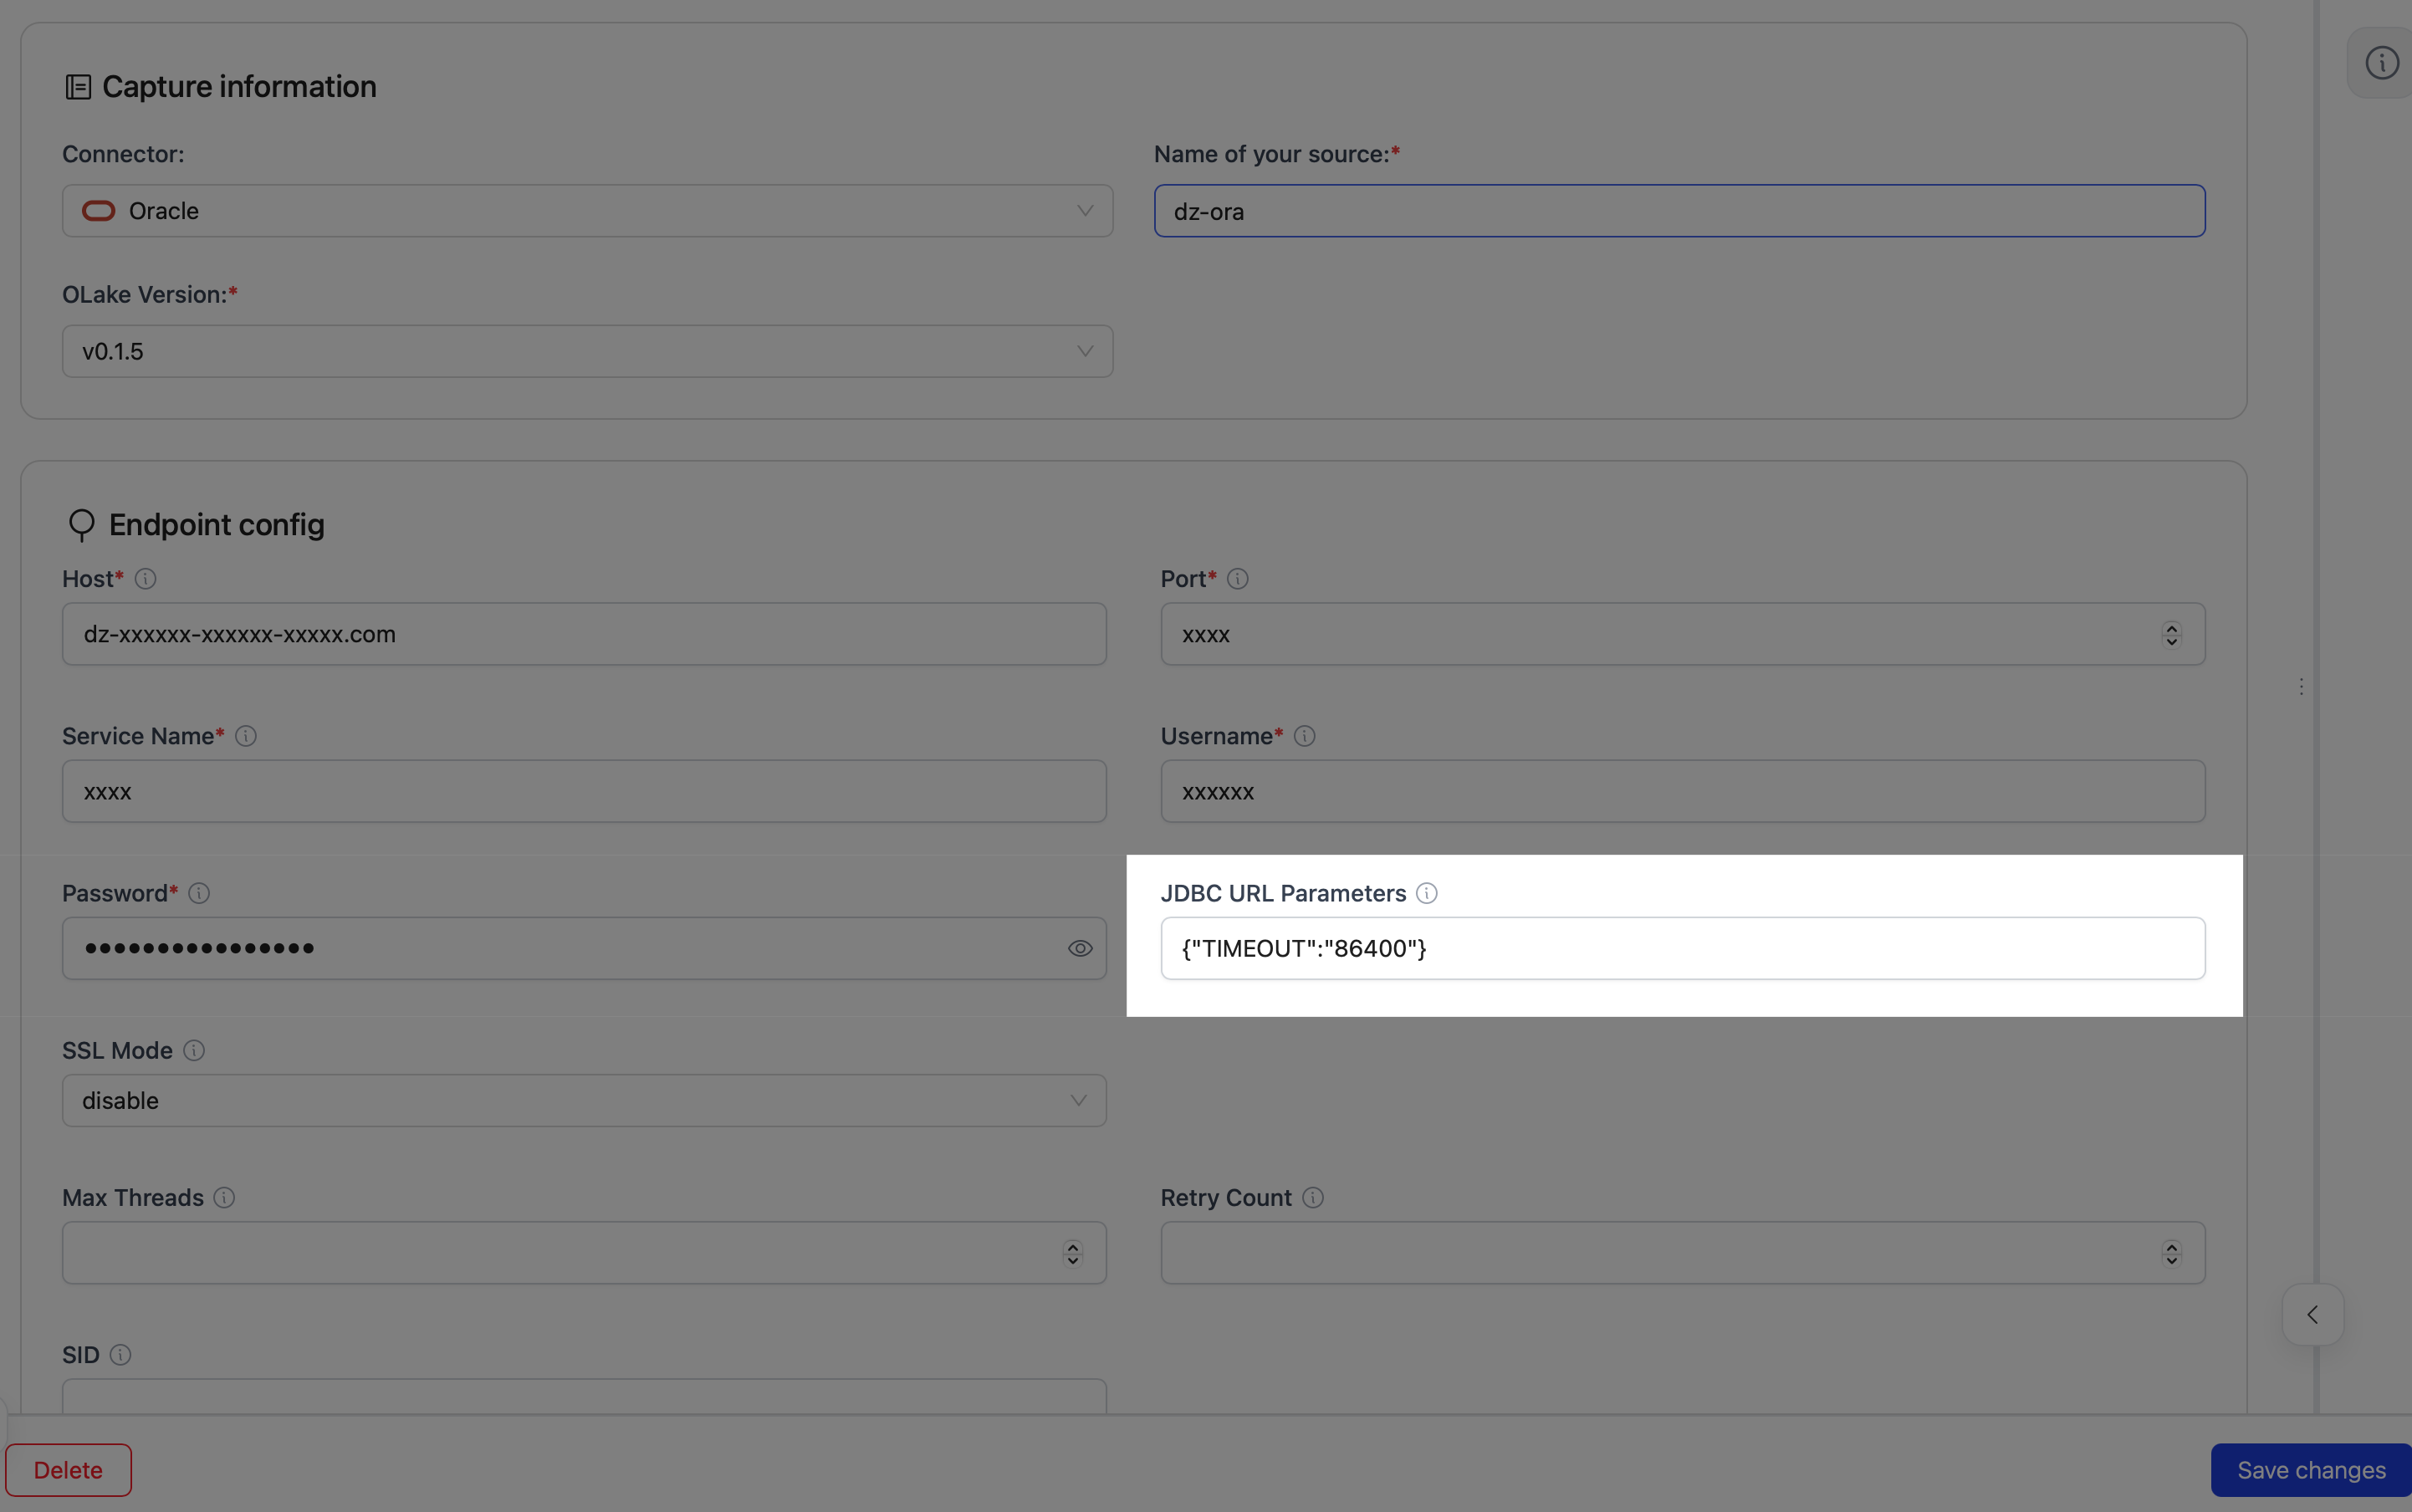 Capture information
Connector:
Name of your source:*
Oracle
dz-ora
OLake Version:*
v0.1.5
Endpoint config
Host*
Port*
dz-xxxxxx-xxxxxx-xxxxx.com
xxxx
Service Name*
Username*
xxxx
xxxxxx
Password*
JDBC URL Parameters
••••••••••••••••
{"TIMEOUT":"86400"}
SSL Mode
disable
Max Threads
Retry Count
SID
Delete
Save changes